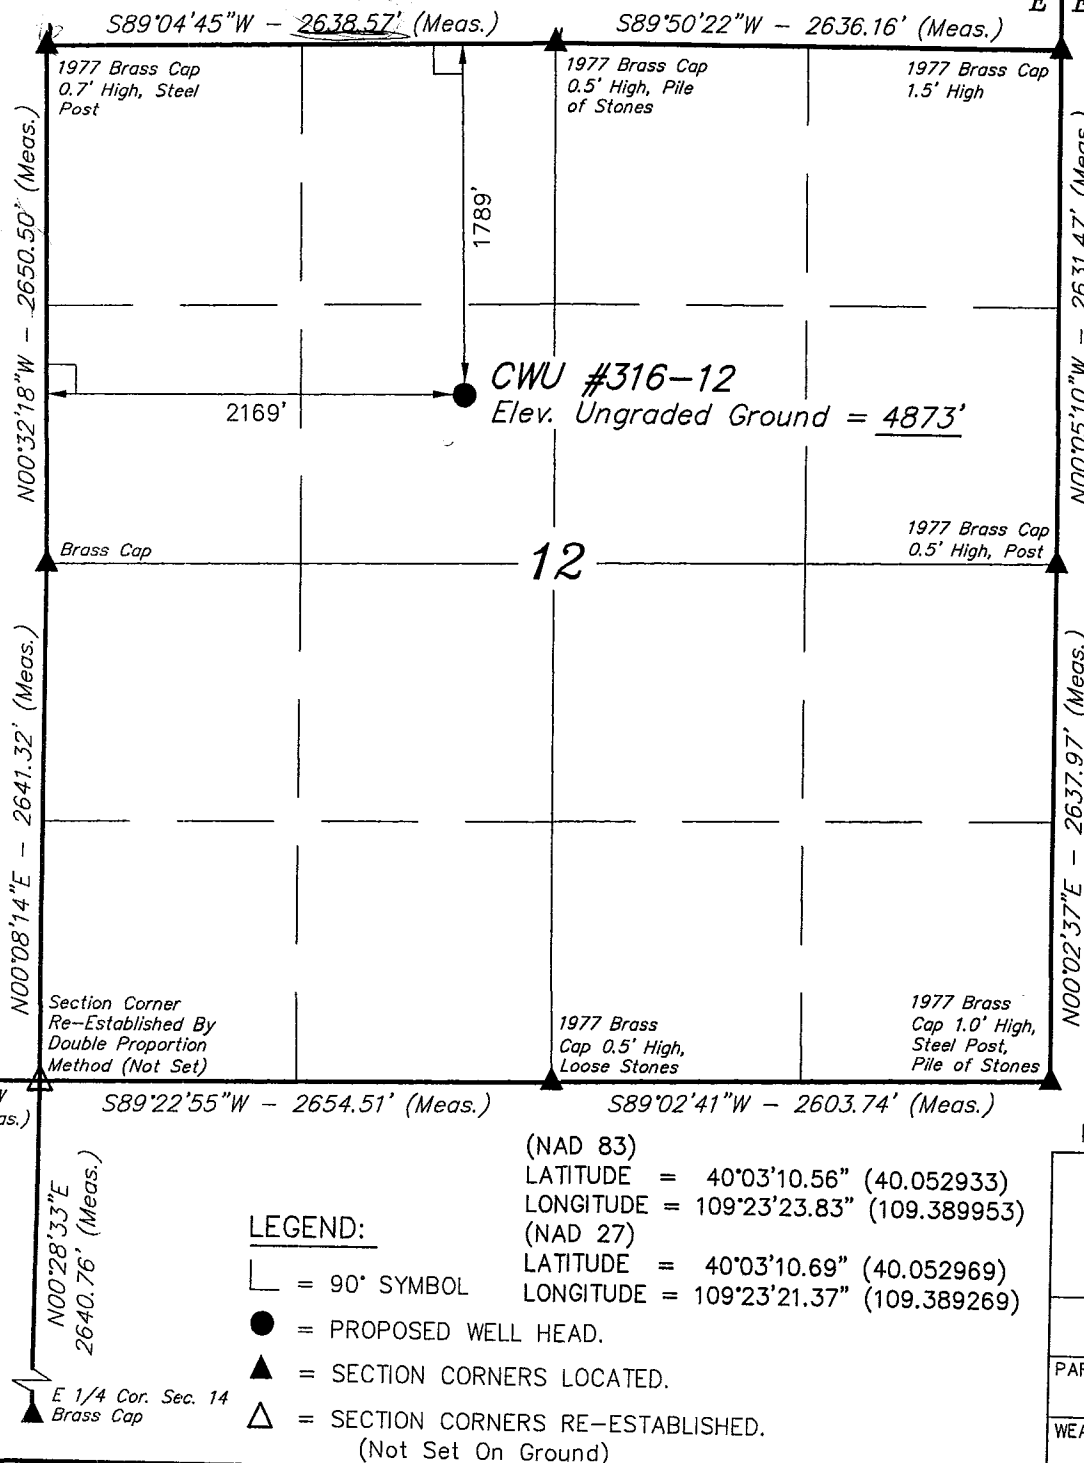 E E
S89°04'45"W - 2638.57' (Meas.)
S89°50'22"W - 2636.16' (Meas.)
1977 Brass Cap
0.7' High, Steel
Post
1977 Brass Cap
0.5' High, Pile
of Stones
1977 Brass Cap
1.5' High
N00°32'18"W - 2650.50' (Meas.)
N00°05'10"W - 2631.47' (Meas.)
1789'
2169'
CWU #316-12
Elev. Ungraded Ground = 4873'
Brass Cap
12
1977 Brass Cap
0.5' High, Post
N00°08'14"E - 2641.32' (Meas.)
N00°02'37"E - 2637.97' (Meas.)
Section Corner
Re-Established By
Double Proportion
Method (Not Set)
1977 Brass
Cap 0.5' High,
Loose Stones
1977 Brass
Cap 1.0' High,
Steel Post,
Pile of Stones
S89°22'55"W - 2654.51' (Meas.)
S89°02'41"W - 2603.74' (Meas.)
N00°28'33"E
2640.76' (Meas.)
(NAD 83)
LATITUDE = 40°03'10.56" (40.052933)
LONGITUDE = 109°23'23.83" (109.389953)
(NAD 27)
LATITUDE = 40°03'10.69" (40.052969)
LONGITUDE = 109°23'21.37" (109.389269)
LEGEND:
= 90° SYMBOL
= PROPOSED WELL HEAD.
= SECTION CORNERS LOCATED.
= SECTION CORNERS RE-ESTABLISHED.
(Not Set On Ground)
E 1/4 Cor. Sec. 14
Brass Cap